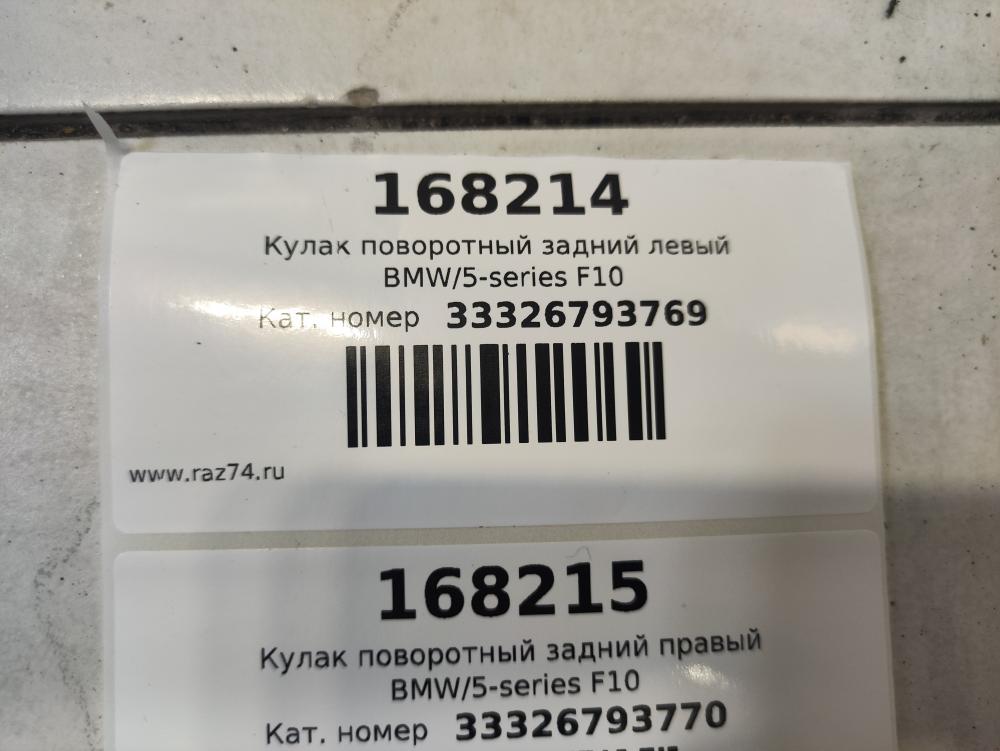 168214
Кулак поворотный задний левый
BMW/5-series F10
Кат. номер 33326793769
www.raz74.ru
168215
Кулак поворотный задний правый
BMW/5-series F10
Кат. номер 33326793770